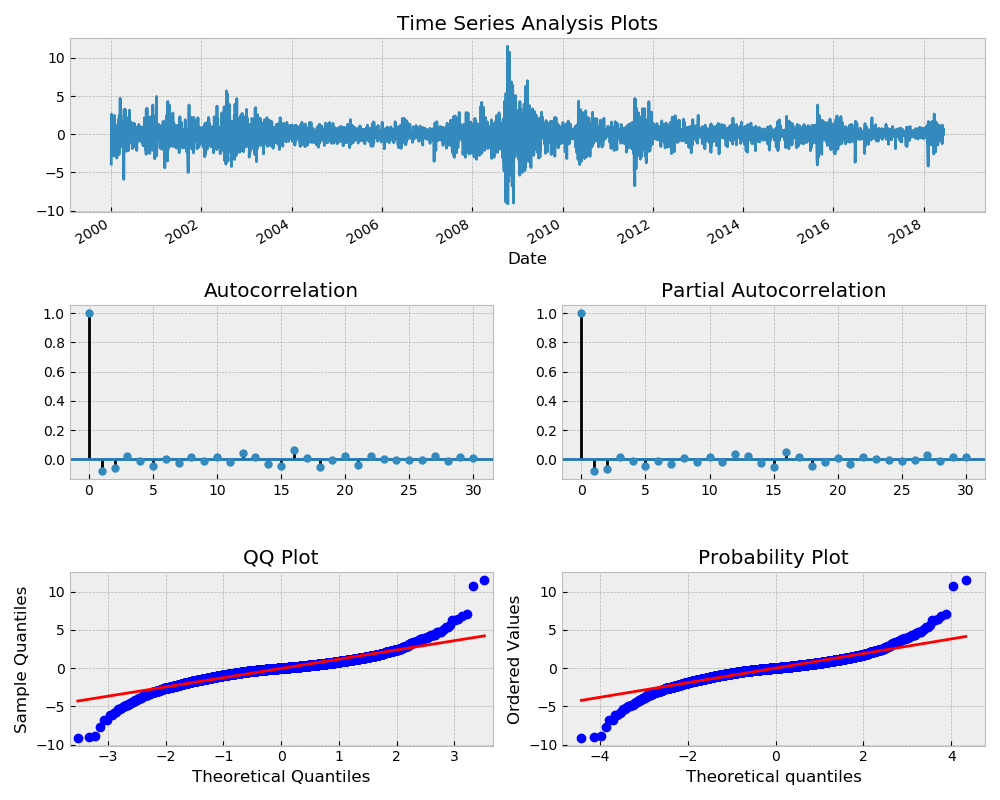 Time Series Analysis Plots
10
5
0
−5
−10
2000 2002 2004 2006 2008 2010 2012 2014 2016 2018
Date
Autocorrelation
1.0
0.8
0.6
0.4
0.2
0.0
0 5 10 15 20 25 30
Partial Autocorrelation
1.0
0.8
0.6
0.4
0.2
0.0
0 5 10 15 20 25 30
QQ Plot
Sample Quantiles
10
5
0
−5
−10
−3 −2 −1 0 1 2 3
Theoretical Quantiles
Probability Plot
Ordered Values
10
5
0
−5
−10
−4 −2 0 2 4
Theoretical quantiles